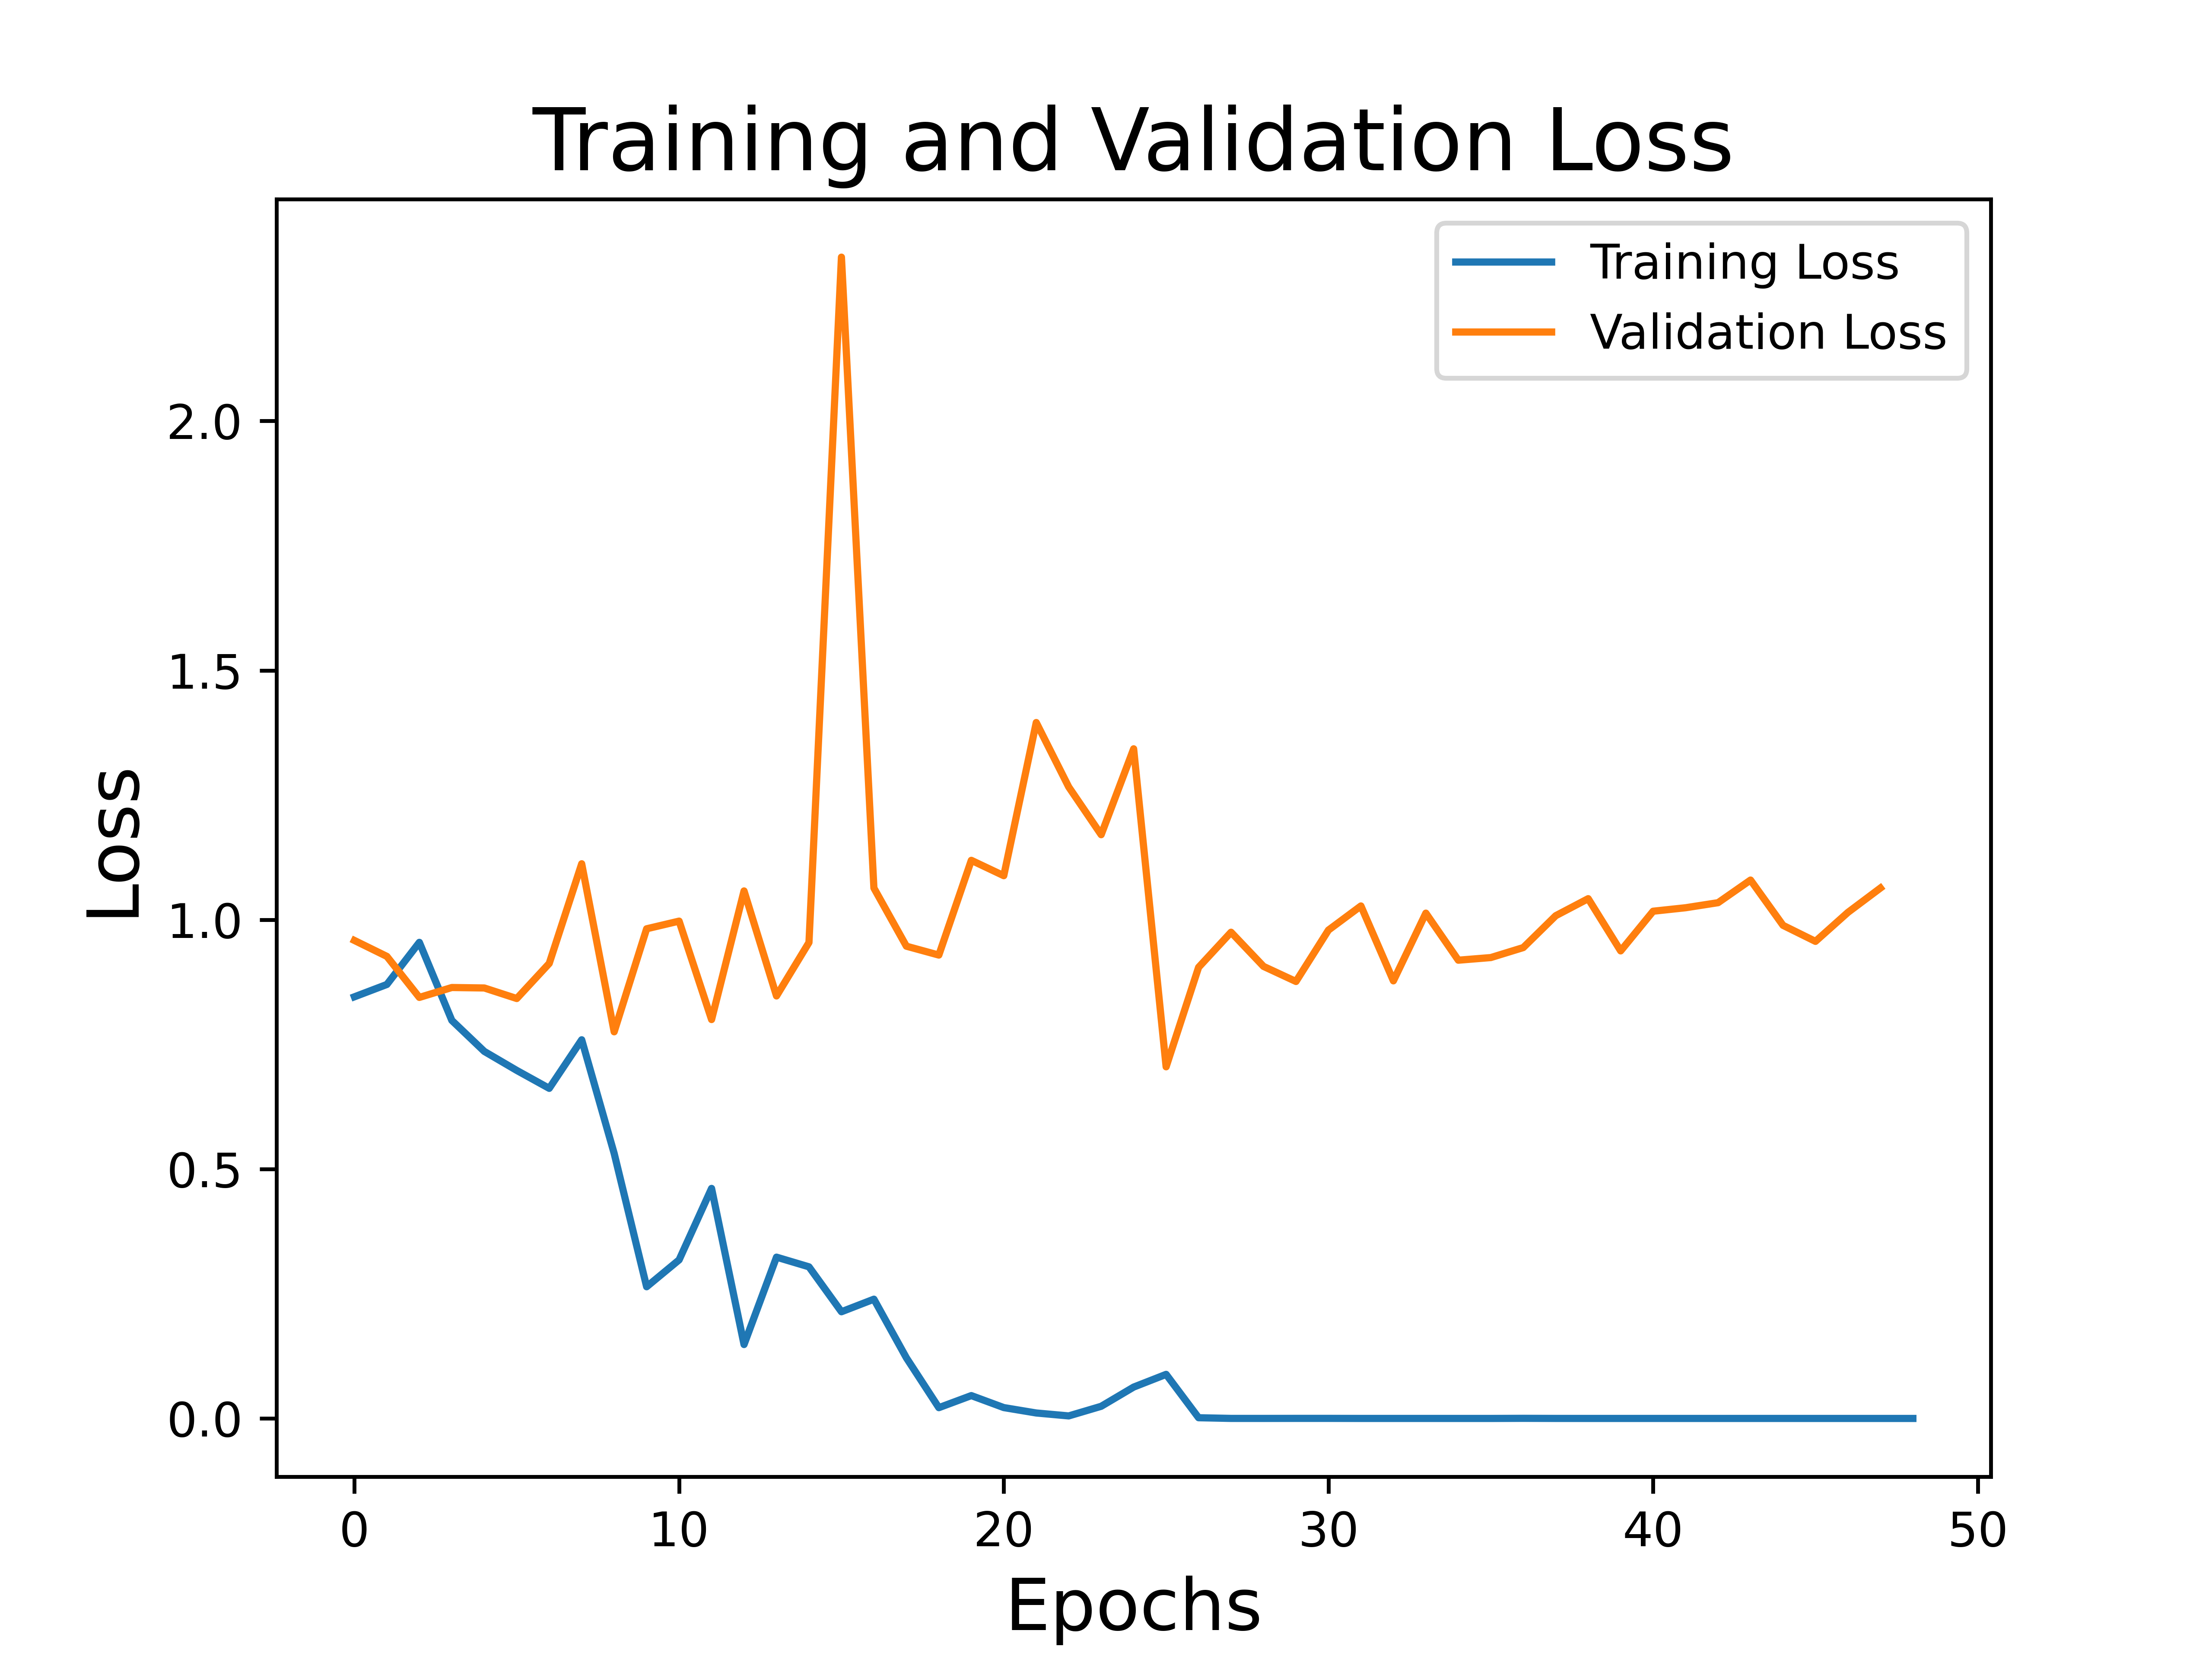 Training and Validation Loss
Training Loss
Validation Loss
2.0
1.5
1.0
0.5
0.0
Loss
0 10 20 30 40 50
Epochs